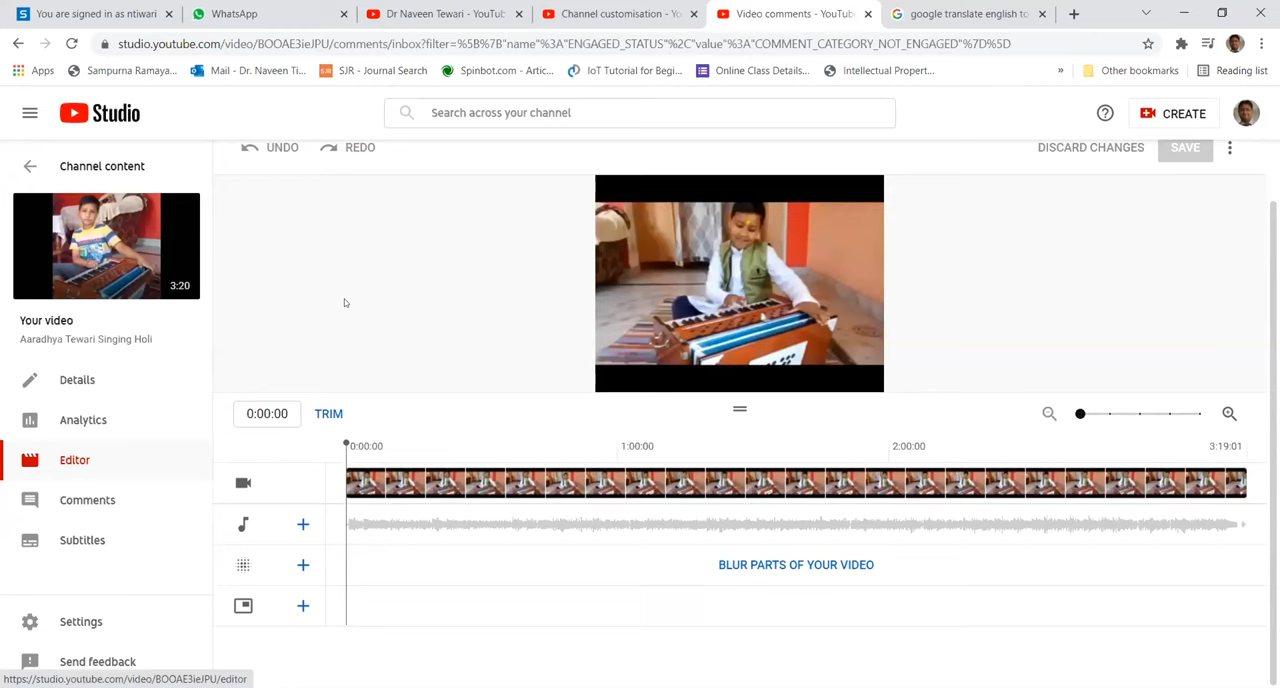 You are signed in as ntiwari
WhatsApp
Dr Naveen Tewari - YouTu
Channel customisation - Yo
Video comments - YouTub
google translate english to
studio.youtube.com/video/BOOAE3ieJPU/comments/inbox?filter=%5B%7B"name"%3A"ENGAGED_STATUS"%2C"value"%3A"COMMENT_CATEGORY_NOT_ENGAGED"%7D%5D
Apps
Sampurna Ramaya...
Mail - Dr. Naveen Ti...
SJR - Journal Search
Spinbot.com - Artic...
IoT Tutorial for Begi...
Online Class Details...
Intellectual Propert...
»
Other bookmarks
Reading list
Studio
Search across your channel
CREATE
Channel content
UNDO
REDO
DISCARD CHANGES
SAVE
3:20
Your video
Aaradhya Tewari Singing Holi
Details
Analytics
Editor
Comments
Subtitles
Settings
Send feedback
0:00:00
TRIM
0:00:00
1:00:00
2:00:00
3:19:01
BLUR PARTS OF YOUR VIDEO
https://studio.youtube.com/video/BOOAE3ieJPU/editor